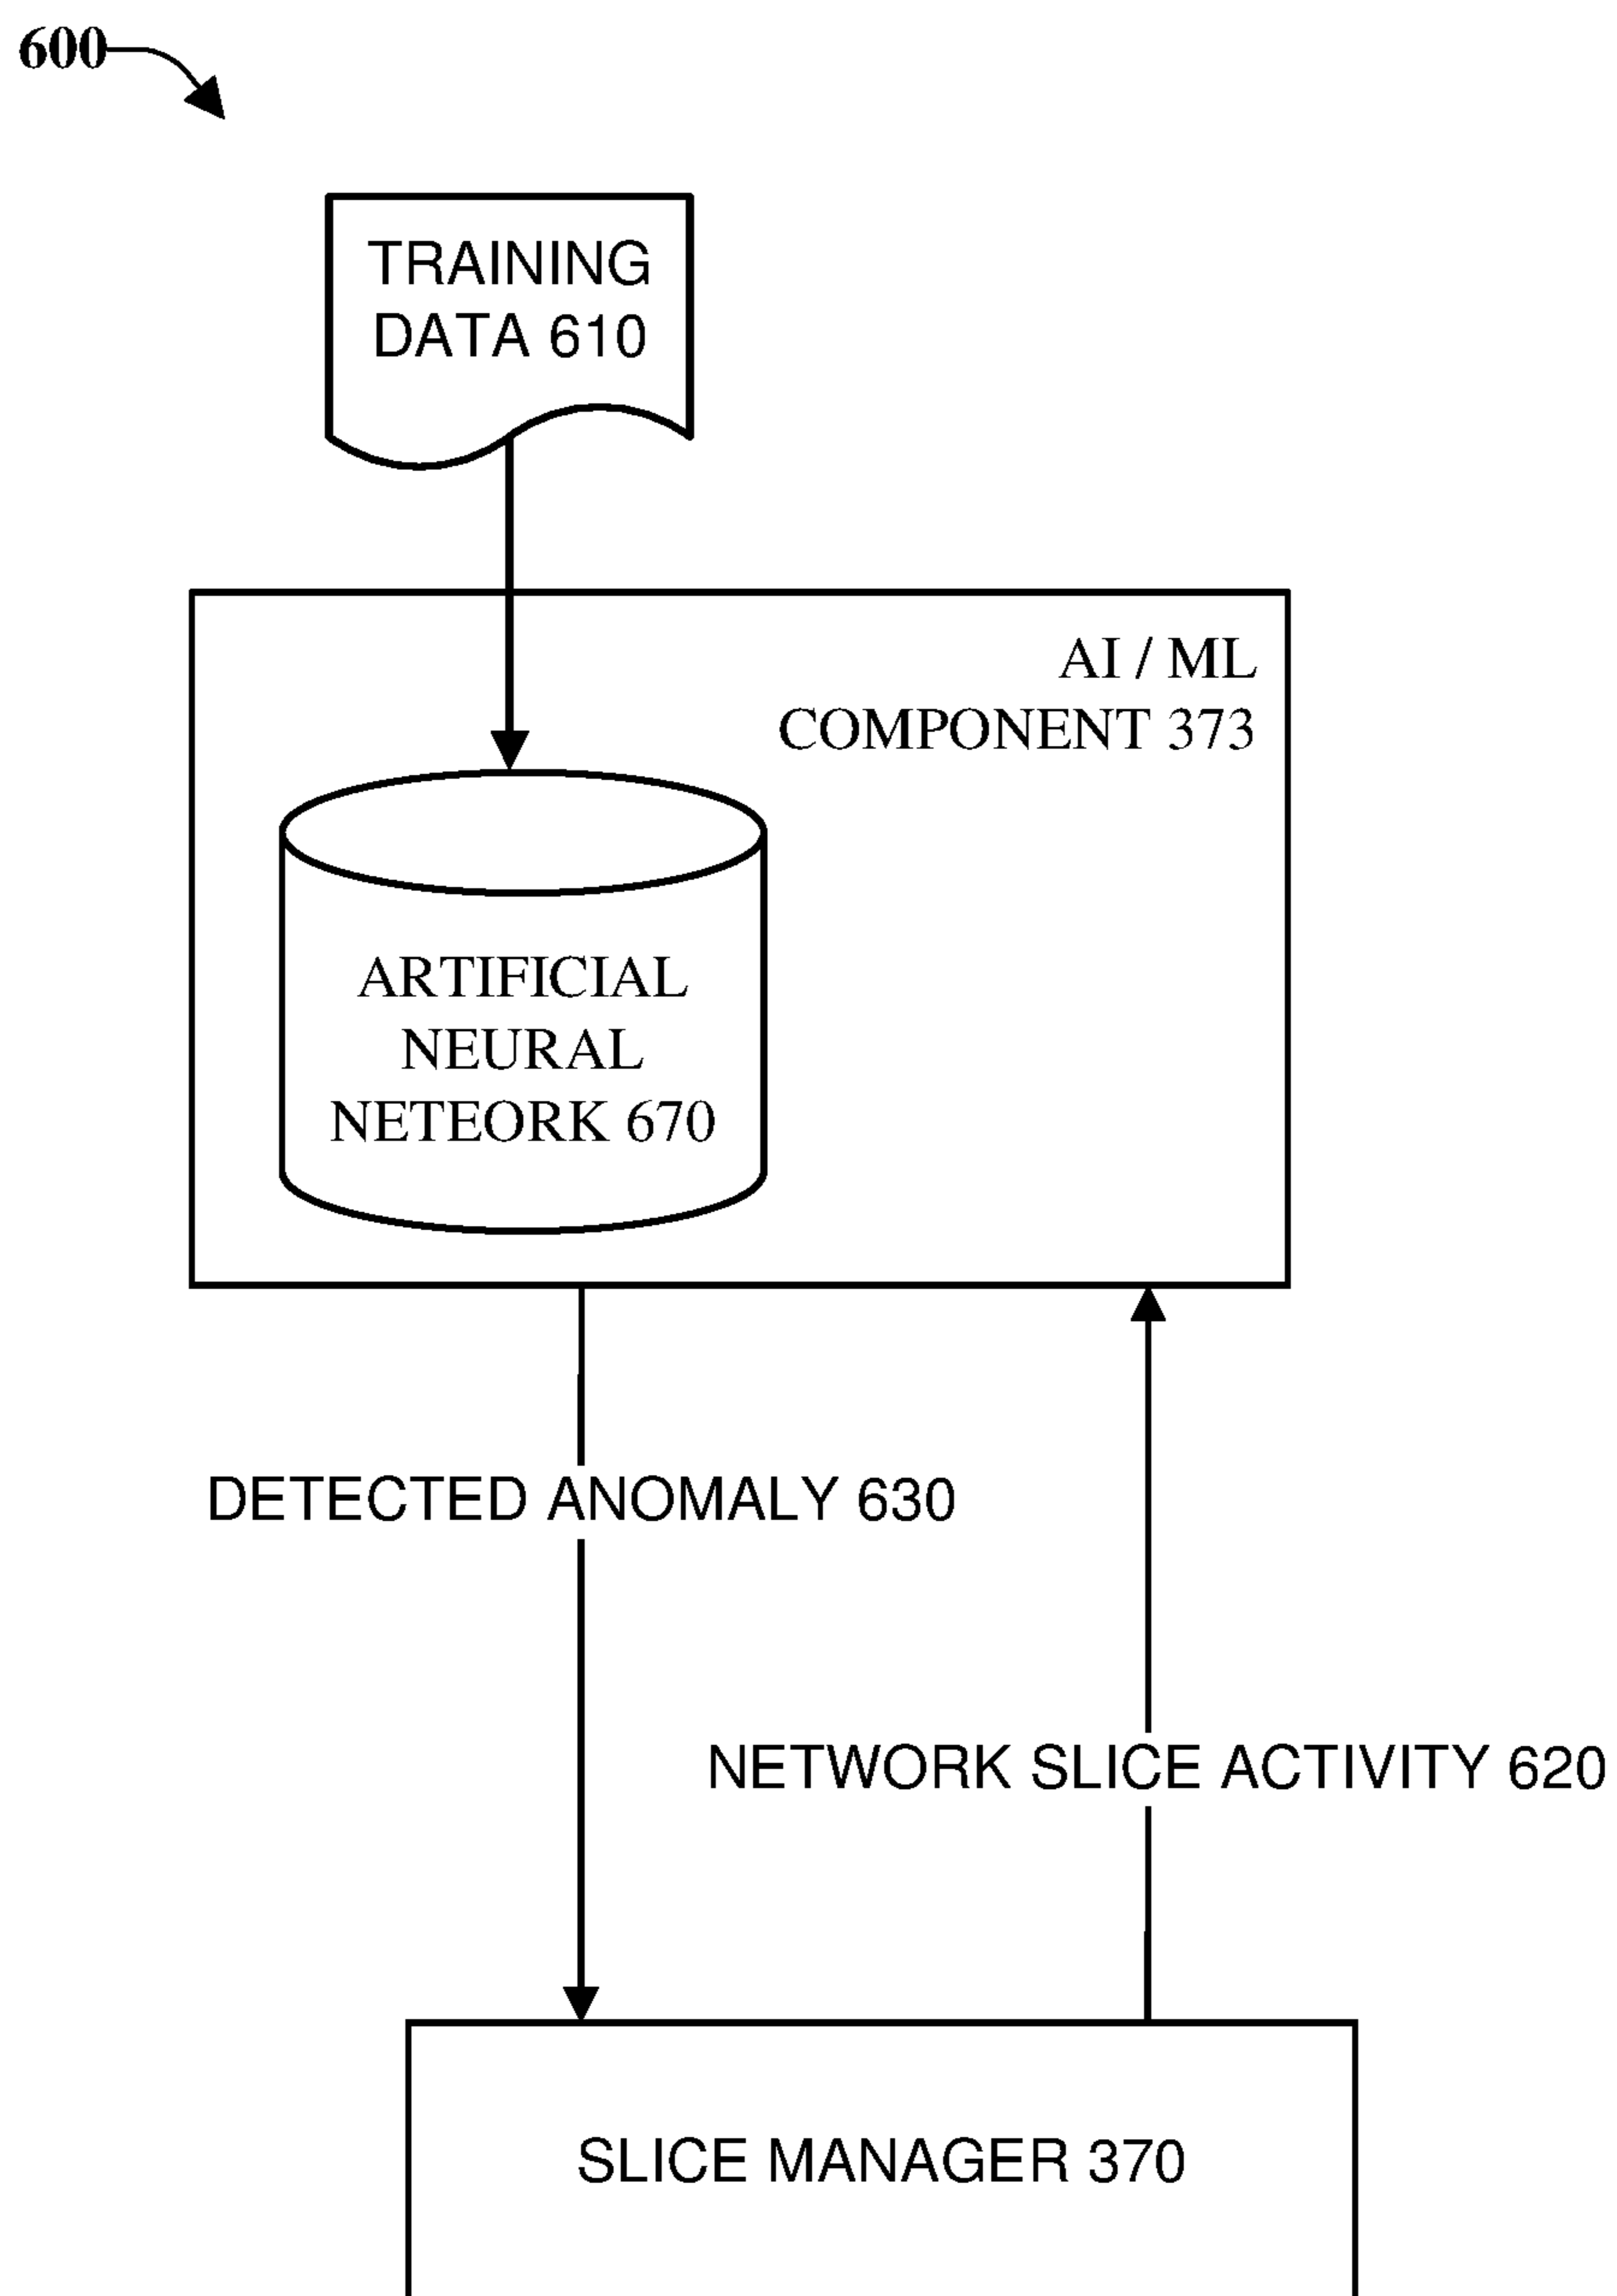 600
TRAINING
DATA 610
AI / ML
COMPONENT 373
ARTIFICIAL
NEURAL
NETEORK 670
DETECTED ANOMALY 630
NETWORK SLICE ACTIVITY 620
SLICE MANAGER 370